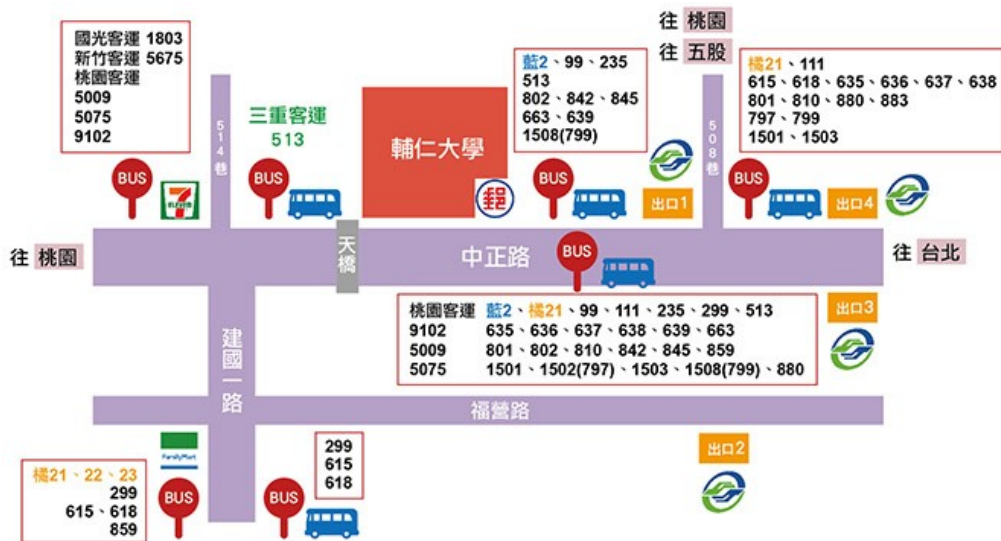 往 桃園
往 五股
國光客運 1803
新竹客運 5675
桃園客運
5009
5075
9102
藍2、99、235
513
802、842、845
663、639
1508(799)
橘21、111
615、618、635、636、637、638
801、810、880、883
797、799
1501、1503
514巷
三重客運
513
輔仁大學
508巷
BUS
7
ELEVEN
BUS
郵
BUS
出口1
BUS
出口4
往 桃園
天橋
中正路
BUS
往 台北
桃園客運 藍2、橘21、99、111、235、299、513
9102 635、636、637、638、639、663
5009 801、802、810、842、845、859
5075 1501、1502(797)、1503、1508(799)、880
出口3
建國一路
福營路
FamilyMart
299
615
618
出口2
橘21、22、23
299
615、618
859
BUS
BUS